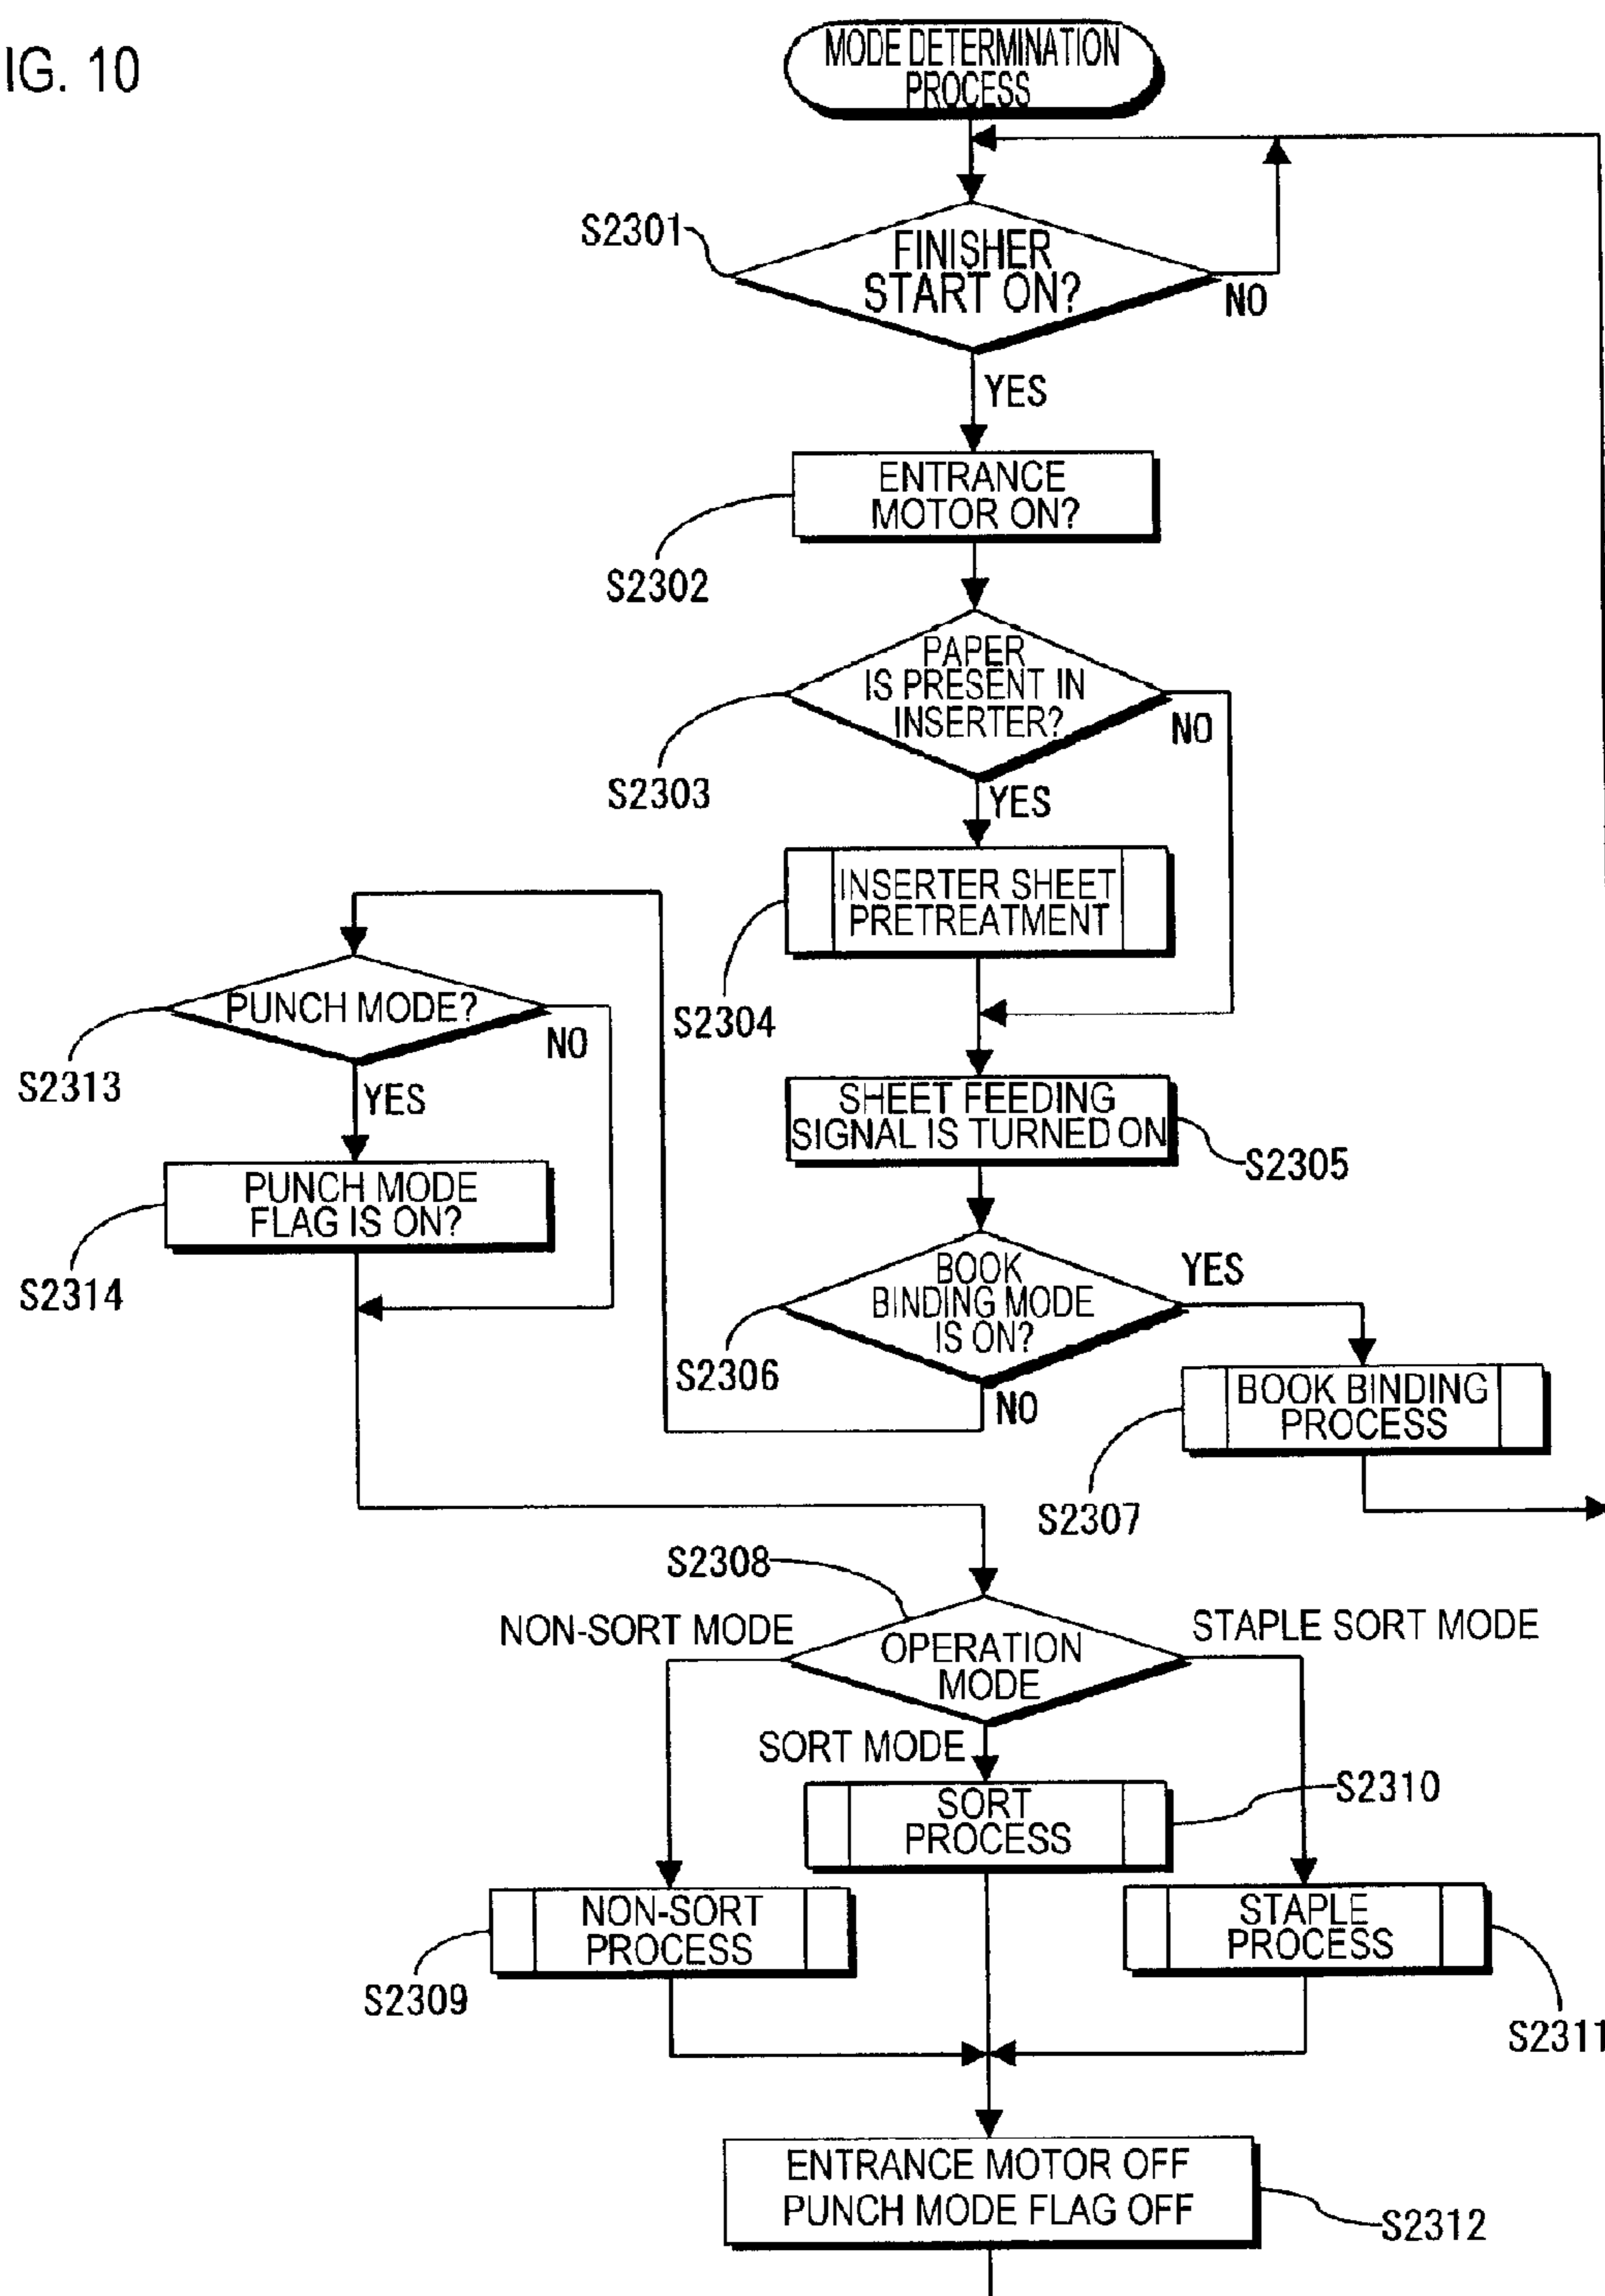 IG. 10
MODE DETERMINATION
PROCESS
S2301
FINISHER
START ON?
NO
YES
ENTRANCE
MOTOR ON?
S2302
PAPER
IS PRESENT IN
INSERTER?
NO
S2303
YES
INSERTER SHEET
PRETREATMENT
S2304
PUNCH MODE?
NO
S2313
YES
SHEET FEEDING
SIGNAL IS TURNED ON
S2305
PUNCH MODE
FLAG IS ON?
S2314
BOOK
BINDING MODE
IS ON?
YES
S2306
NO
BOOK BINDING
PROCESS
S2307
S2308
NON-SORT MODE
OPERATION
MODE
STAPLE SORT MODE
SORT MODE
SORT
PROCESS
S2310
NON-SORT
PROCESS
S2309
STAPLE
PROCESS
S2311
ENTRANCE MOTOR OFF
PUNCH MODE FLAG OFF
S2312